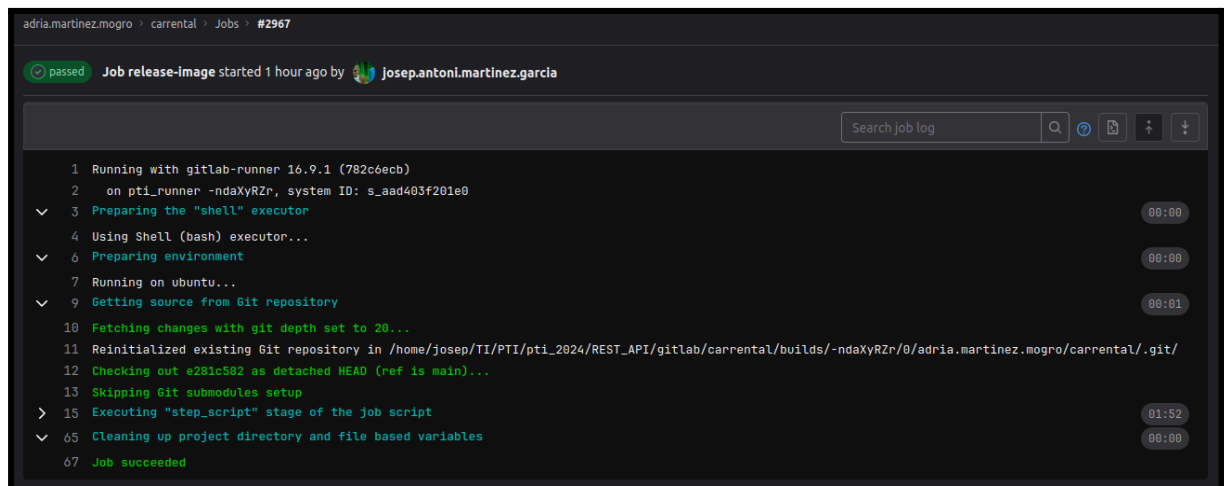 adria.martinez.mogro > carrental > Jobs > #2967
passed Job release-image started 1 hour ago by josep.antoni.martinez.garcia
Search job log
1 Running with gitlab-runner 16.9.1 (782c6ecb)
2 on pti_runner -ndaXyRZr, system ID: s_aad403f201e0
3 Preparing the "shell" executor 00:00
4 Using Shell (bash) executor...
6 Preparing environment 00:00
7 Running on ubuntu...
9 Getting source from Git repository 00:01
10 Fetching changes with git depth set to 20...
11 Reinitialized existing Git repository in /home/josep/TI/PTI/pti_2024/REST_API/gitlab/carrental/builds/-ndaXyRZr/0/adria.martinez.mogro/carrental/.git/
12 Checking out e281c582 as detached HEAD (ref is main)...
13 Skipping Git submodules setup
15 Executing "step_script" stage of the job script 01:52
65 Cleaning up project directory and file based variables 00:00
67 Job succeeded